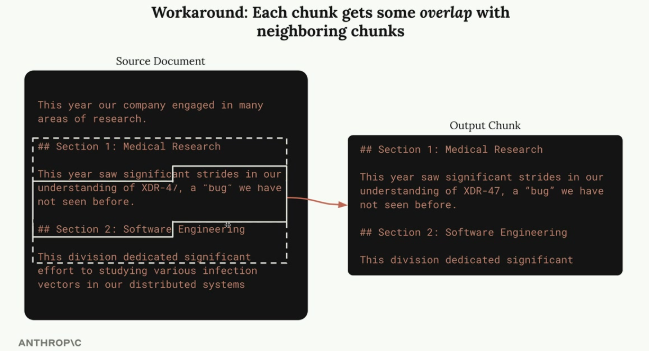 Workaround: Each chunk gets some overlap with
neighboring chunks
Source Document
This year our company engaged in many
areas of research.
## Section 1: Medical Research
This year saw significant strides in our
understanding of XDR-47, a "bug" we have
not seen before.
## Section 2: Software Engineering
This division dedicated significant
effort to studying various infection
vectors in our distributed systems
Output Chunk
## Section 1: Medical Research
This year saw significant strides in our
understanding of XDR-47, a "bug" we have
not seen before.
## Section 2: Software Engineering
This division dedicated significant
ANTHROP\C